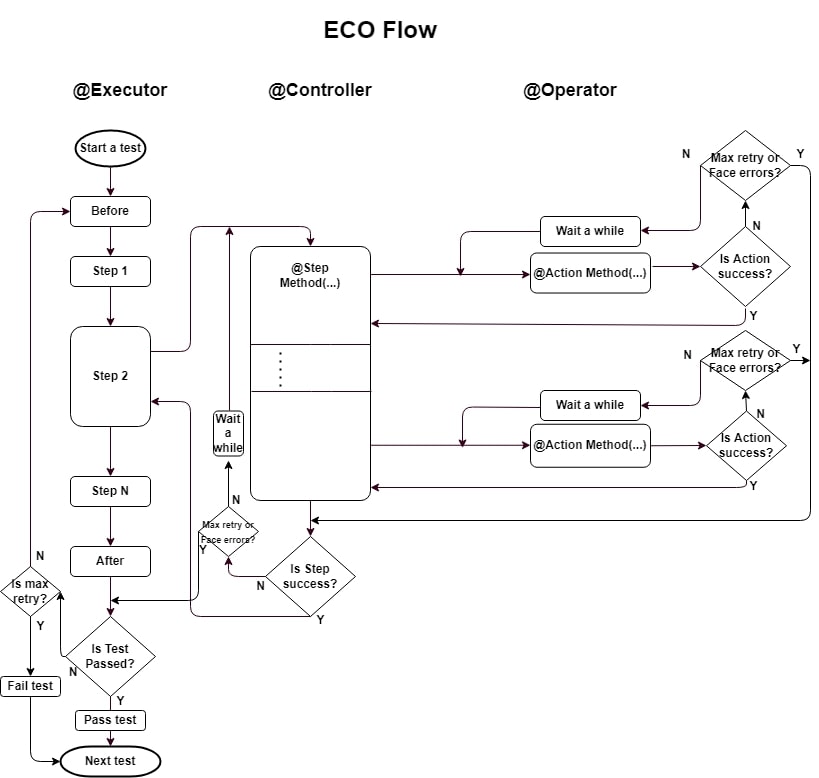 ECO Flow
@Executor
@Controller
@Operator
Start a test
Before
Step 1
Step 2
Step N
After
Is Test
Passed?
Y
N
Pass test
Next test
Is max
retry?
N
Y
Fail test
@Step
Method(...)
Is Step
success?
Y
N
Max retry or
Face errors?
Y
N
Wait
a
while
@Action Method(...)
Is Action
success?
Y
N
Max retry or
Face errors?
N
Y
Wait a while
@Action Method(...)
Is Action
success?
Y
N
Max retry or
Face errors?
N
Y
Wait a while